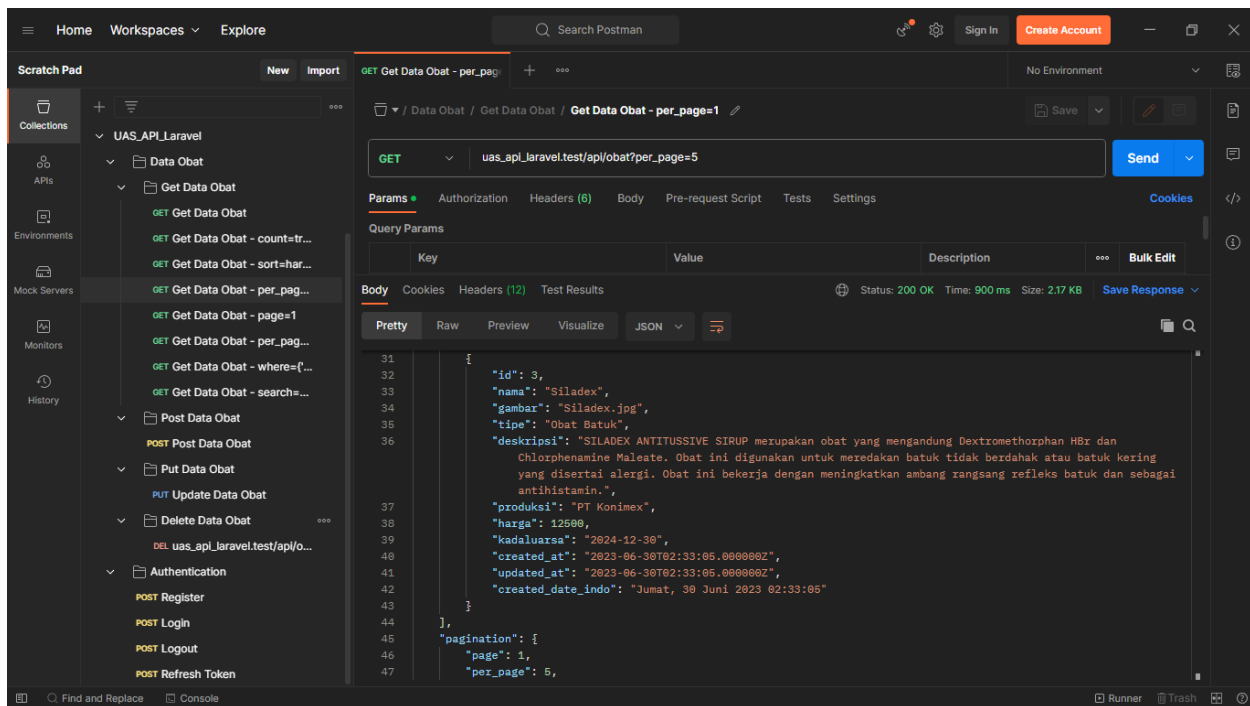 Home Workspaces Explore Search Postman Sign In Create Account
Scratch Pad New Import GET Get Data Obat - per_page No Environment
Collections
APIs
Environments
Mock Servers
Monitors
History
UAS_API_Laravel
Data Obat
Get Data Obat
GET Get Data Obat
GET Get Data Obat - count=tr...
GET Get Data Obat - sort=har...
GET Get Data Obat - per_pag...
GET Get Data Obat - page=1
GET Get Data Obat - per_pag...
GET Get Data Obat - where={'...
GET Get Data Obat - search=...
Post Data Obat
POST Post Data Obat
Put Data Obat
PUT Update Data Obat
Delete Data Obat
DEL uas_api_laravel.test/api/o...
Authentication
POST Register
POST Login
POST Logout
POST Refresh Token
/ Data Obat / Get Data Obat / Get Data Obat - per_page=1 Save
GET uas_api_laravel.test/api/obat?per_page=5 Send
Params Authorization Headers (6) Body Pre-request Script Tests Settings Cookies
Query Params
Key Value Description Bulk Edit
Body Cookies Headers (12) Test Results Status: 200 OK Time: 900 ms Size: 2.17 KB Save Response
Pretty Raw Preview Visualize JSON
31 {
32 "id": 3,
33 "nama": "Siladex",
34 "gambar": "Siladex.jpg",
35 "tipe": "Obat Batuk",
36 "deskripsi": "SILADEX ANTITUSSIVE SIRUP merupakan obat yang mengandung Dextromethorphan HBr dan
Chlorphenamine Maleate. Obat ini digunakan untuk meredakan batuk tidak berdahak atau batuk kering
yang disertai alergi. Obat ini bekerja dengan meningkatkan ambang rangsang refleks batuk dan sebagai
antihistamin.",
37 "produksi": "PT Konimex",
38 "harga": 12500,
39 "kadaluarsa": "2024-12-30",
40 "created_at": "2023-06-30T02:33:05.000000Z",
41 "updated_at": "2023-06-30T02:33:05.000000Z",
42 "created_date_indo": "Jumat, 30 Juni 2023 02:33:05"
43 }
44 ],
45 "pagination": {
46 "page": 1,
47 "per_page": 5,
Find and Replace Console Runner Trash